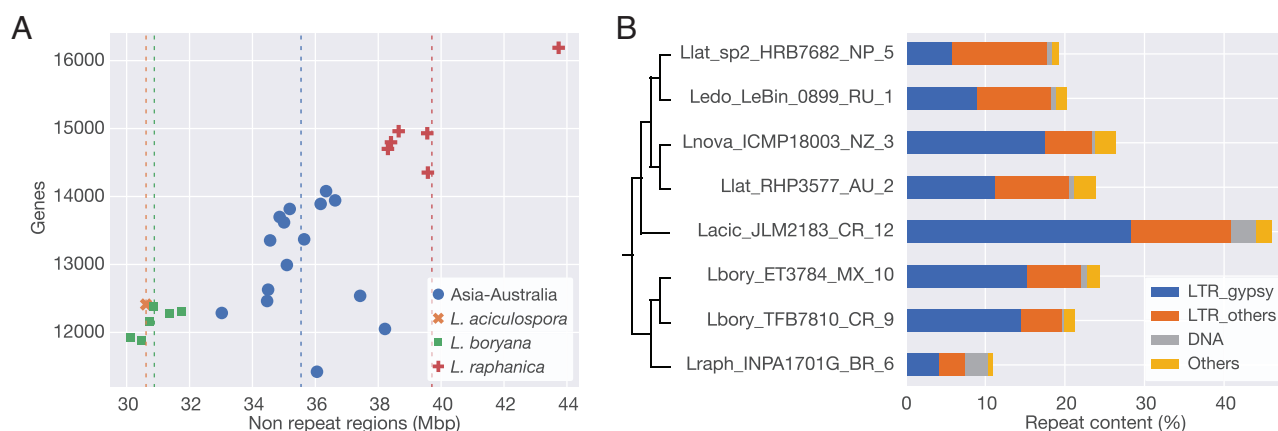 A
Genes
16000
15000
14000
13000
12000
30 32 34 36 38 40 42 44
Non repeat regions (Mbp)
Asia-Australia
L. aciculospora
L. boryana
L. raphanica
B
Llat_sp2_HRB7682_NP_5
Ledo_LeBin_0899_RU_1
Lnova_ICMP18003_NZ_3
Llat_RHP3577_AU_2
Lacic_JLM2183_CR_12
Lbory_ET3784_MX_10
Lbory_TFB7810_CR_9
Lraph_INPA1701G_BR_6
LTR_gypsy
LTR_others
DNA
Others
0 10 20 30 40
Repeat content (%)